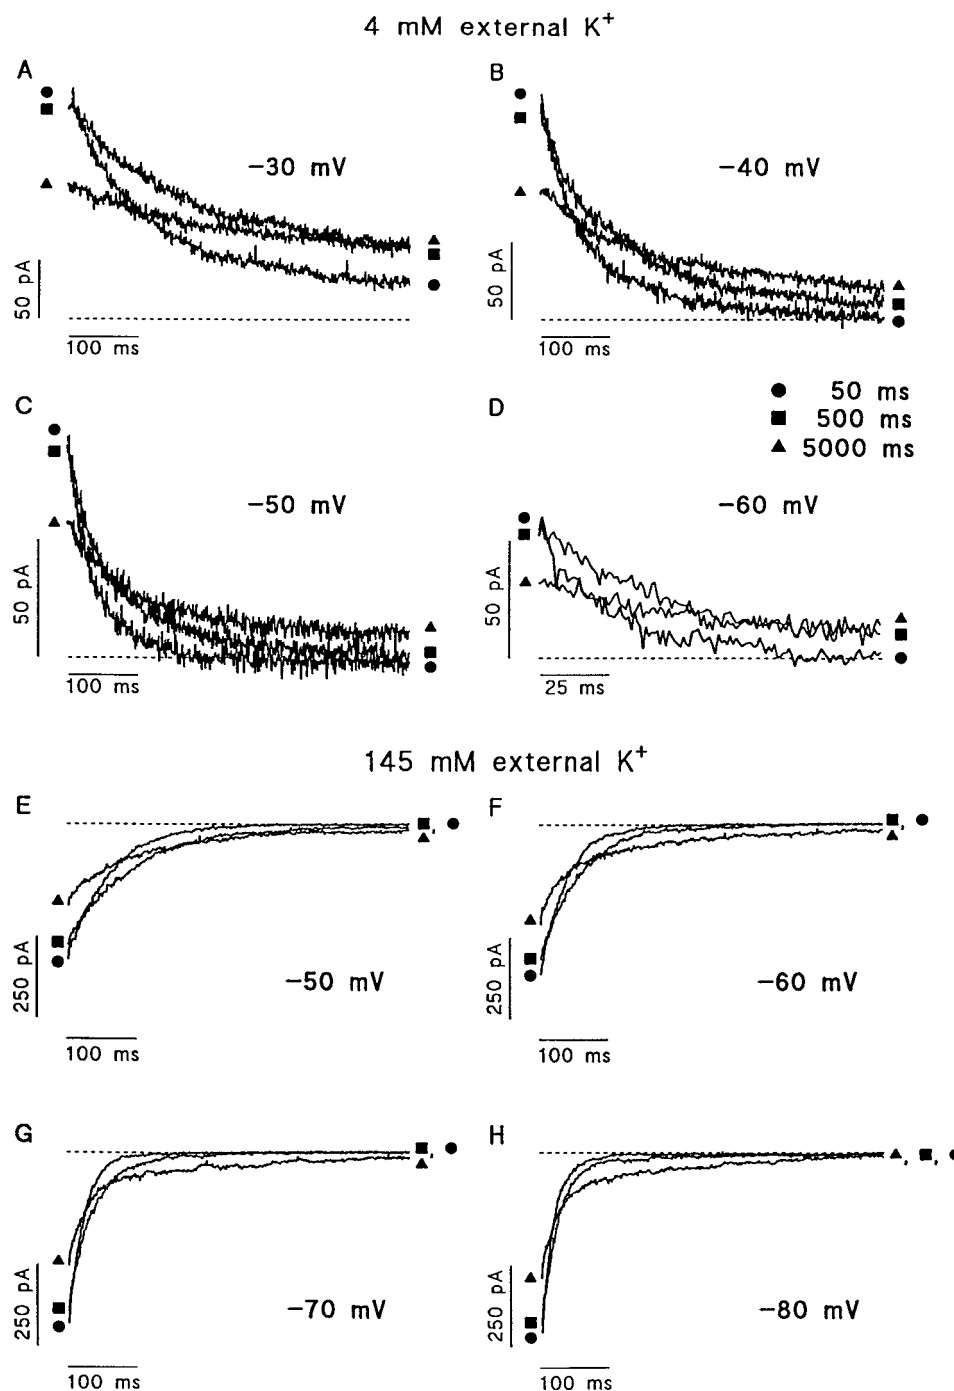 4 mM external K⁺
A
B
−30 mV
−40 mV
50 pA
50 pA
100 ms
100 ms
C
D
● 50 ms
■ 500 ms
▲ 5000 ms
−50 mV
−60 mV
50 pA
50 pA
100 ms
25 ms
145 mM external K⁺
E
F
■, ●
■, ●
250 pA
250 pA
−50 mV
−60 mV
100 ms
100 ms
G
H
■, ●
▲, ■, ●
250 pA
250 pA
−70 mV
−80 mV
100 ms
100 ms